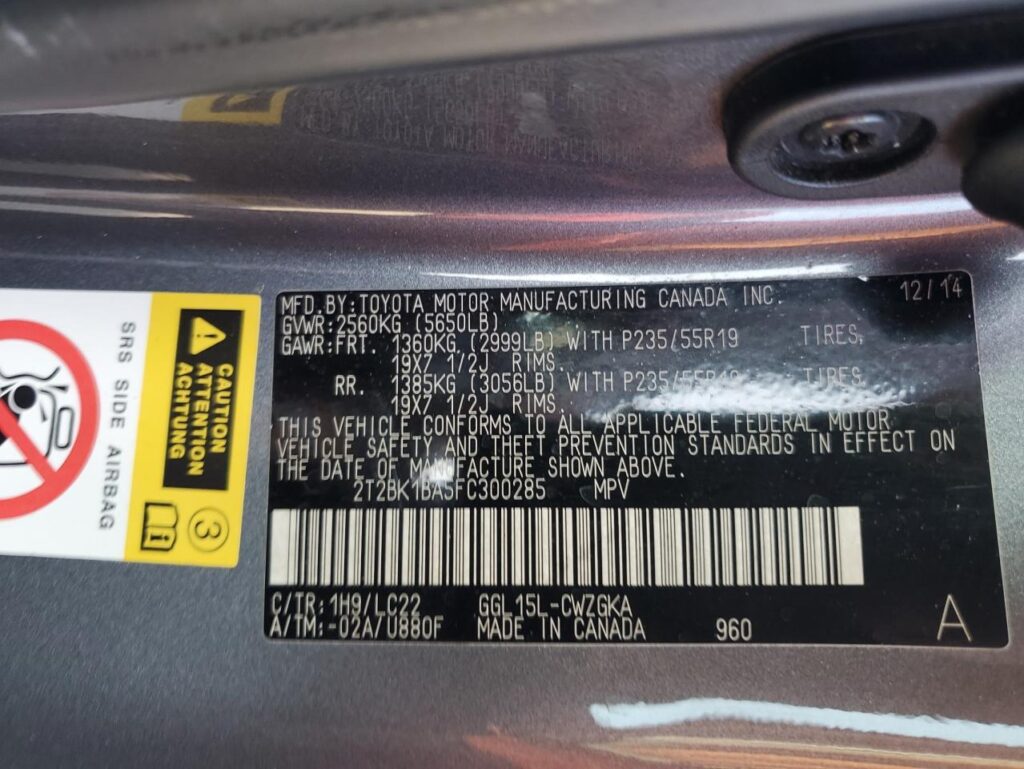 MFD. BY: TOYOTA MOTOR MANUFACTURING CANADA INC. 12/14
GVWR: 2560KG (5650LB)
GAWR: FRT. 1360KG (2999LB) WITH P235/55R19 TIRES,
19X7 1/2J RIMS.
RR. 1385KG (3056LB) WITH P235/55R19 TIRES,
19X7 1/2J RIMS.
THIS VEHICLE CONFORMS TO ALL APPLICABLE FEDERAL MOTOR
VEHICLE SAFETY AND THEFT PREVENTION STANDARDS IN EFFECT ON
THE DATE OF MANUFACTURE SHOWN ABOVE.
2T2BK1BA5FC300285 MPV
C/TR: 1H9/LC22 GGL15L-CWZGKA
A/TM: -02A/U880F MADE IN CANADA 960 A
CAUTION
ATTENTION
ACHTUNG
3
SRS SIDE AIRBAG